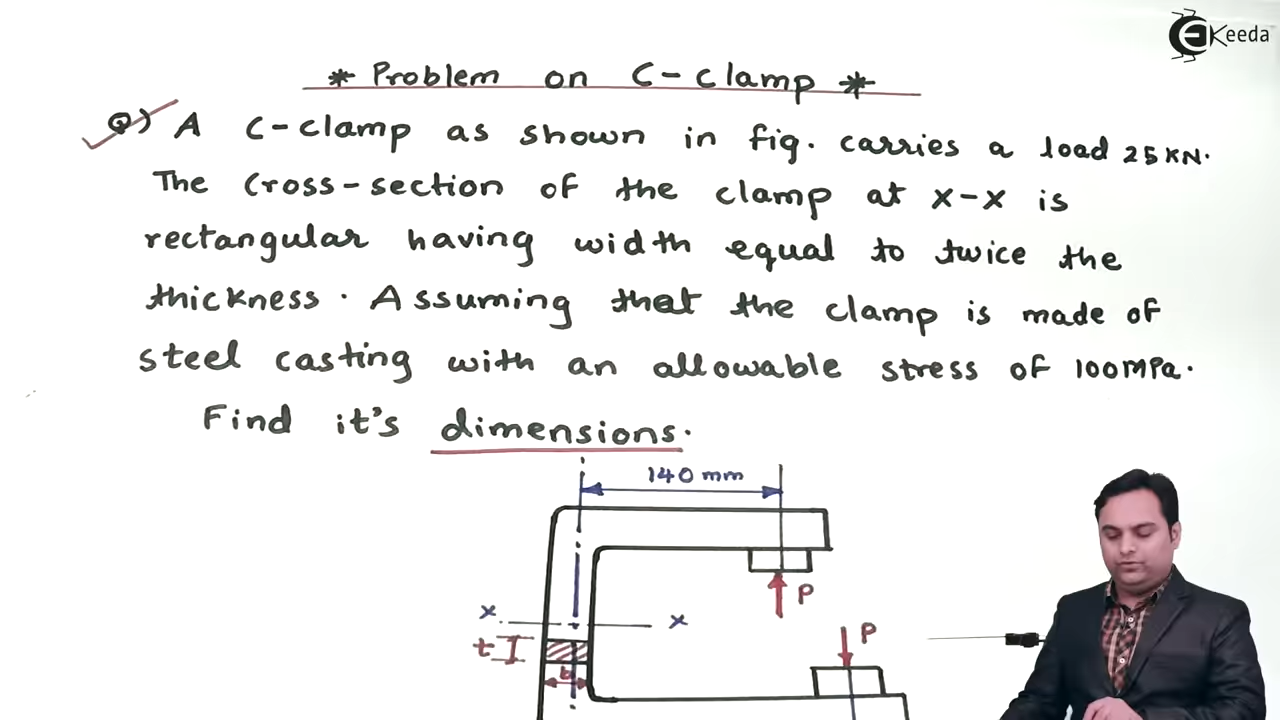 EKeeda
* Problem on C-clamp *
Q) A C-clamp as shown in fig. carries a load 25KN.
The cross-section of the clamp at X-X is
rectangular having width equal to twice the
thickness. Assuming that the clamp is made of
steel casting with an allowable stress of 100MPa.
Find it's dimensions.
140 mm
P
X X
P
t
b